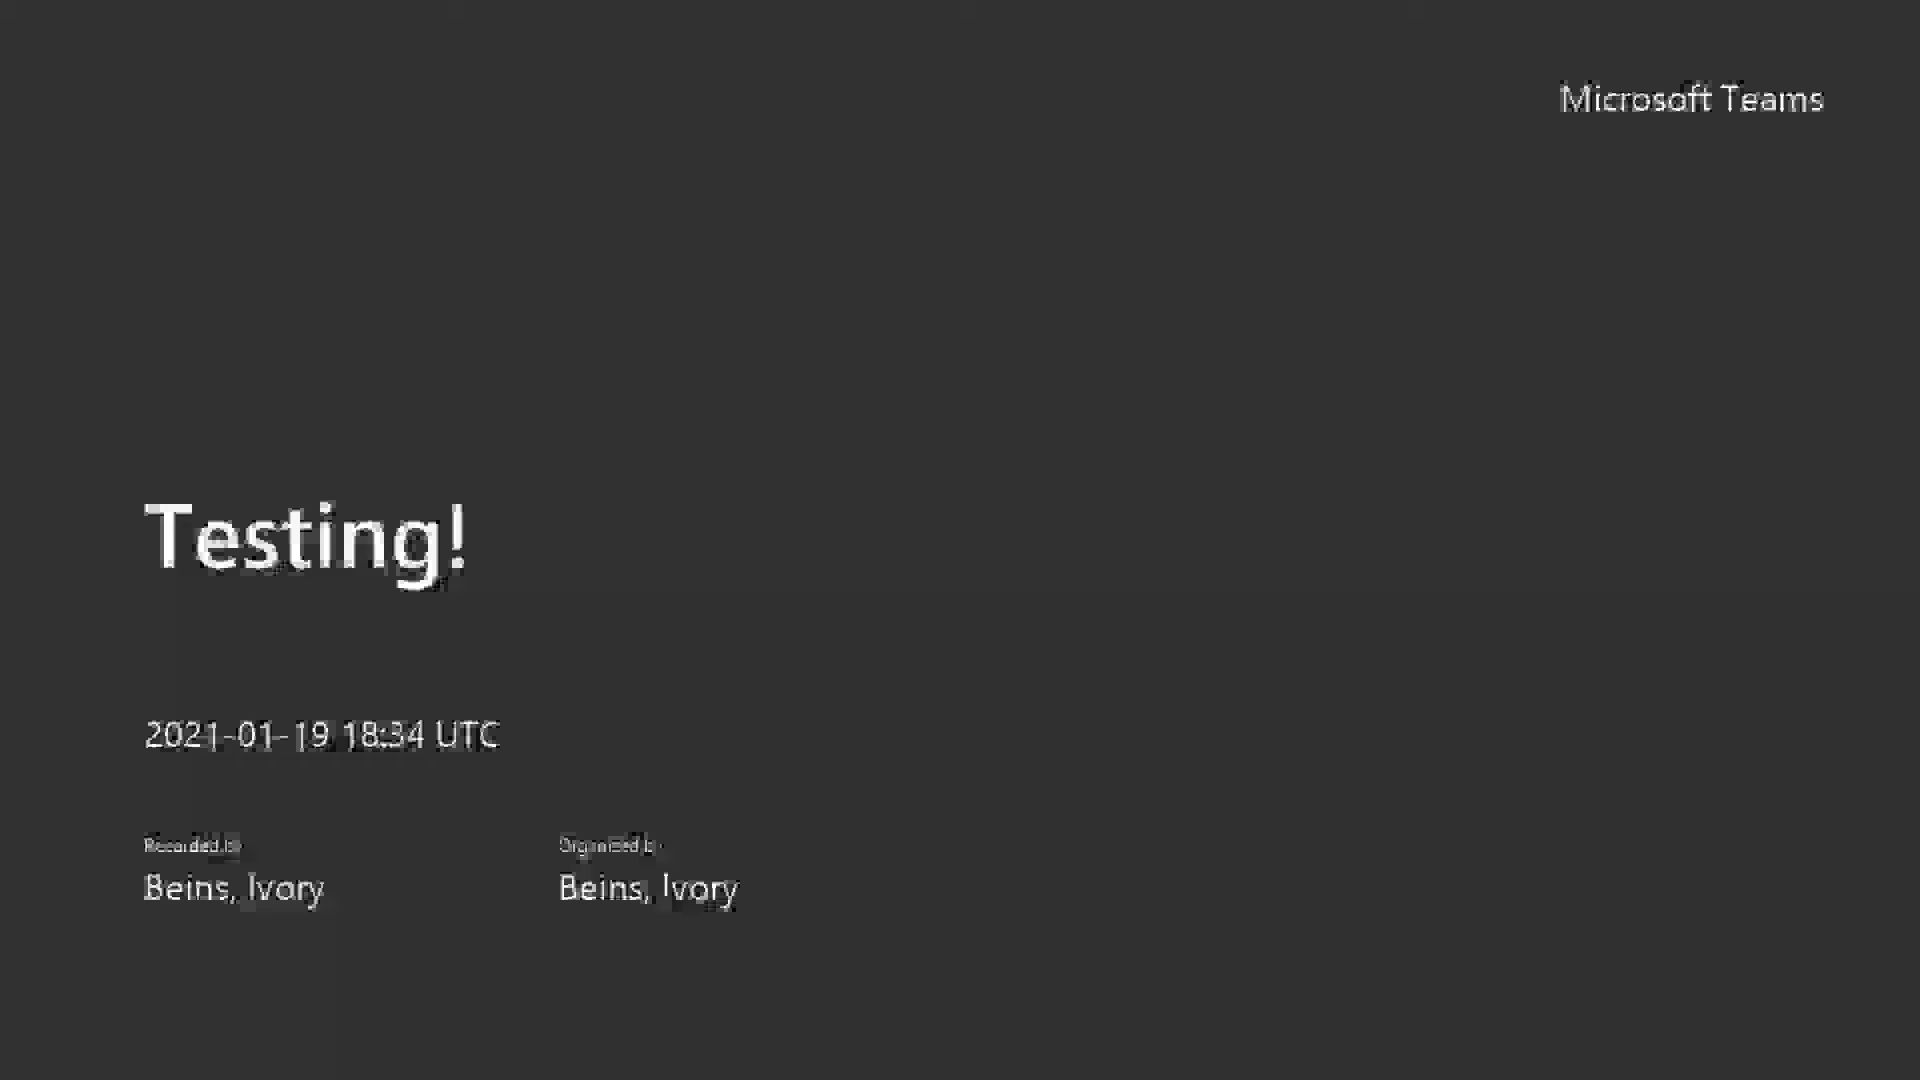 Microsoft Teams
Testing!
2021-01-19 18:34 UTC
Recorded by
Organized by
Beins, Ivory
Beins, Ivory